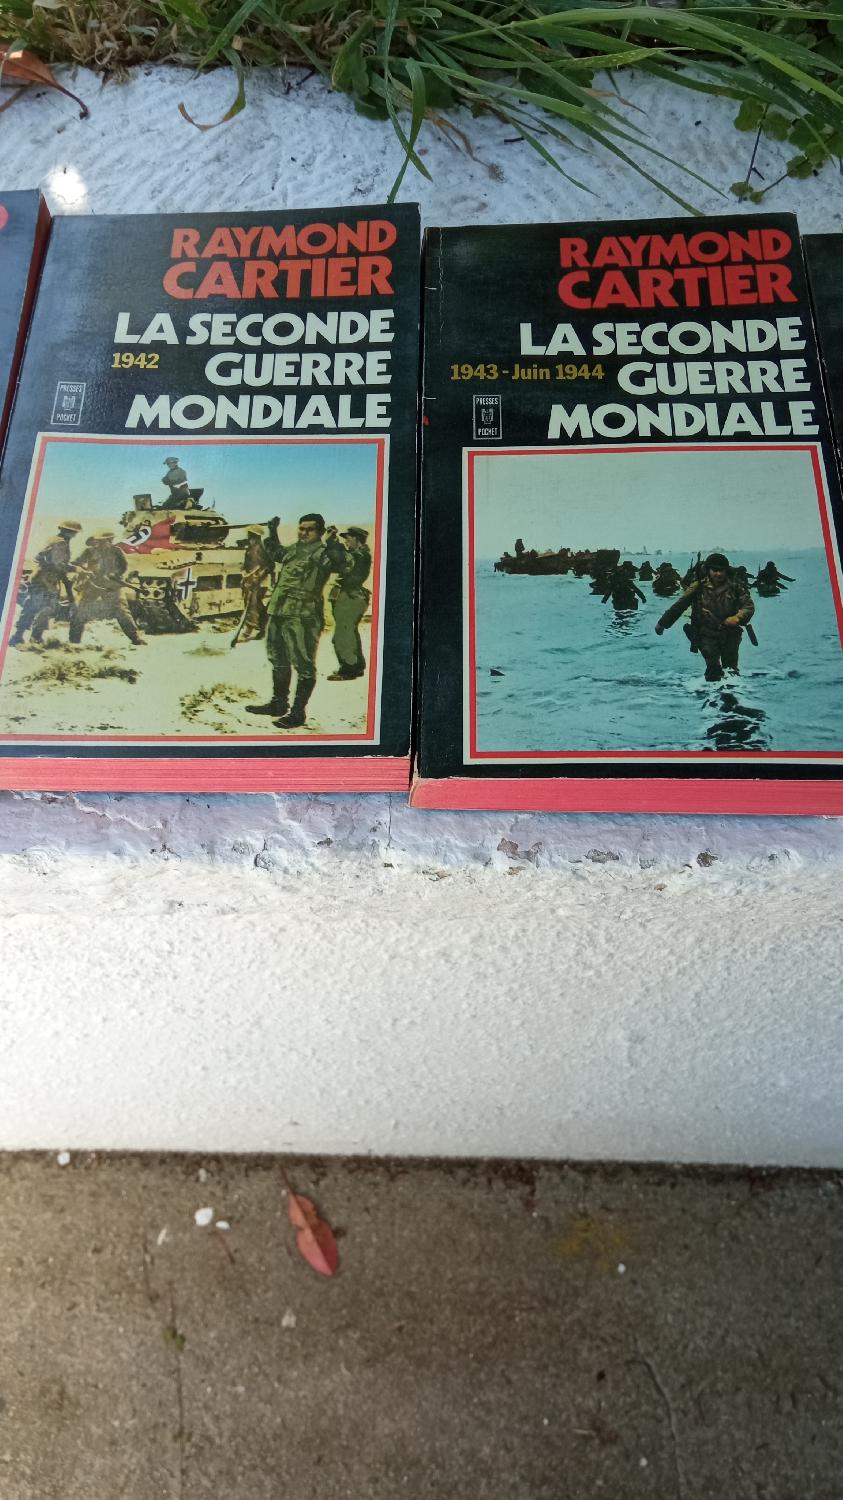 RAYMOND
CARTIER
LA SECONDE
1942 GUERRE
MONDIALE
PRESSES
POCKET
RAYMOND
CARTIER
LA SECONDE
1943-Juin 1944 GUERRE
MONDIALE
PRESSES
POCKET